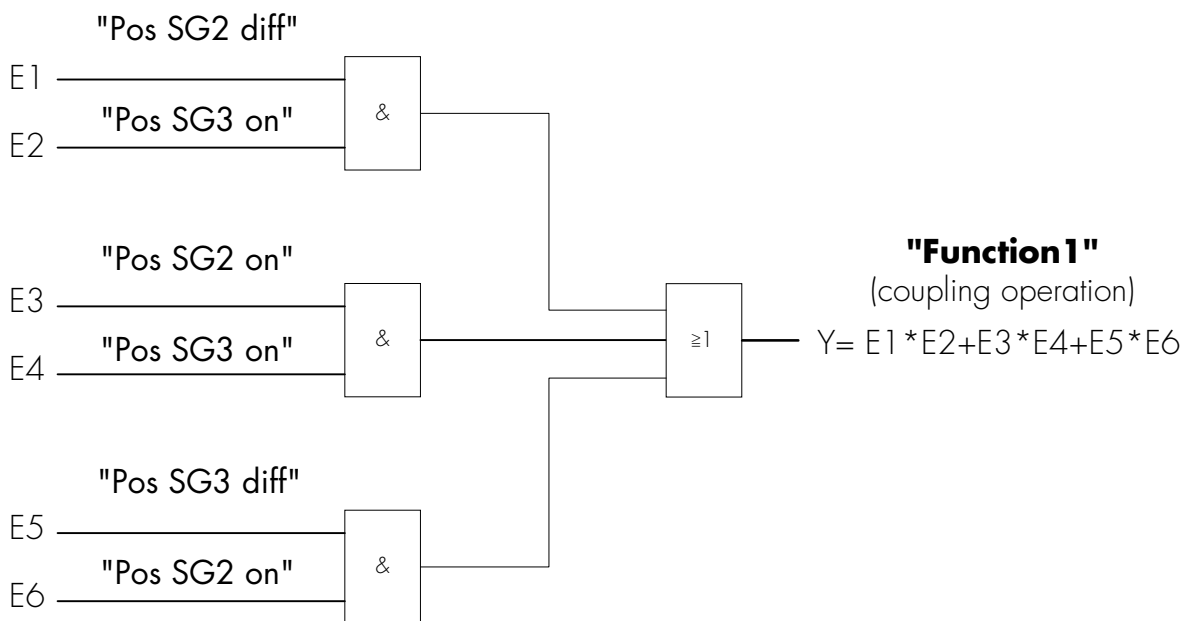 "Pos SG2 diff"
E1
&
"Pos SG3 on"
E2
"Pos SG2 on"
E3
&
"Pos SG3 on"
E4
≧1
"Function1"
(coupling operation)
Y= E1*E2+E3*E4+E5*E6
"Pos SG3 diff"
E5
&
"Pos SG2 on"
E6